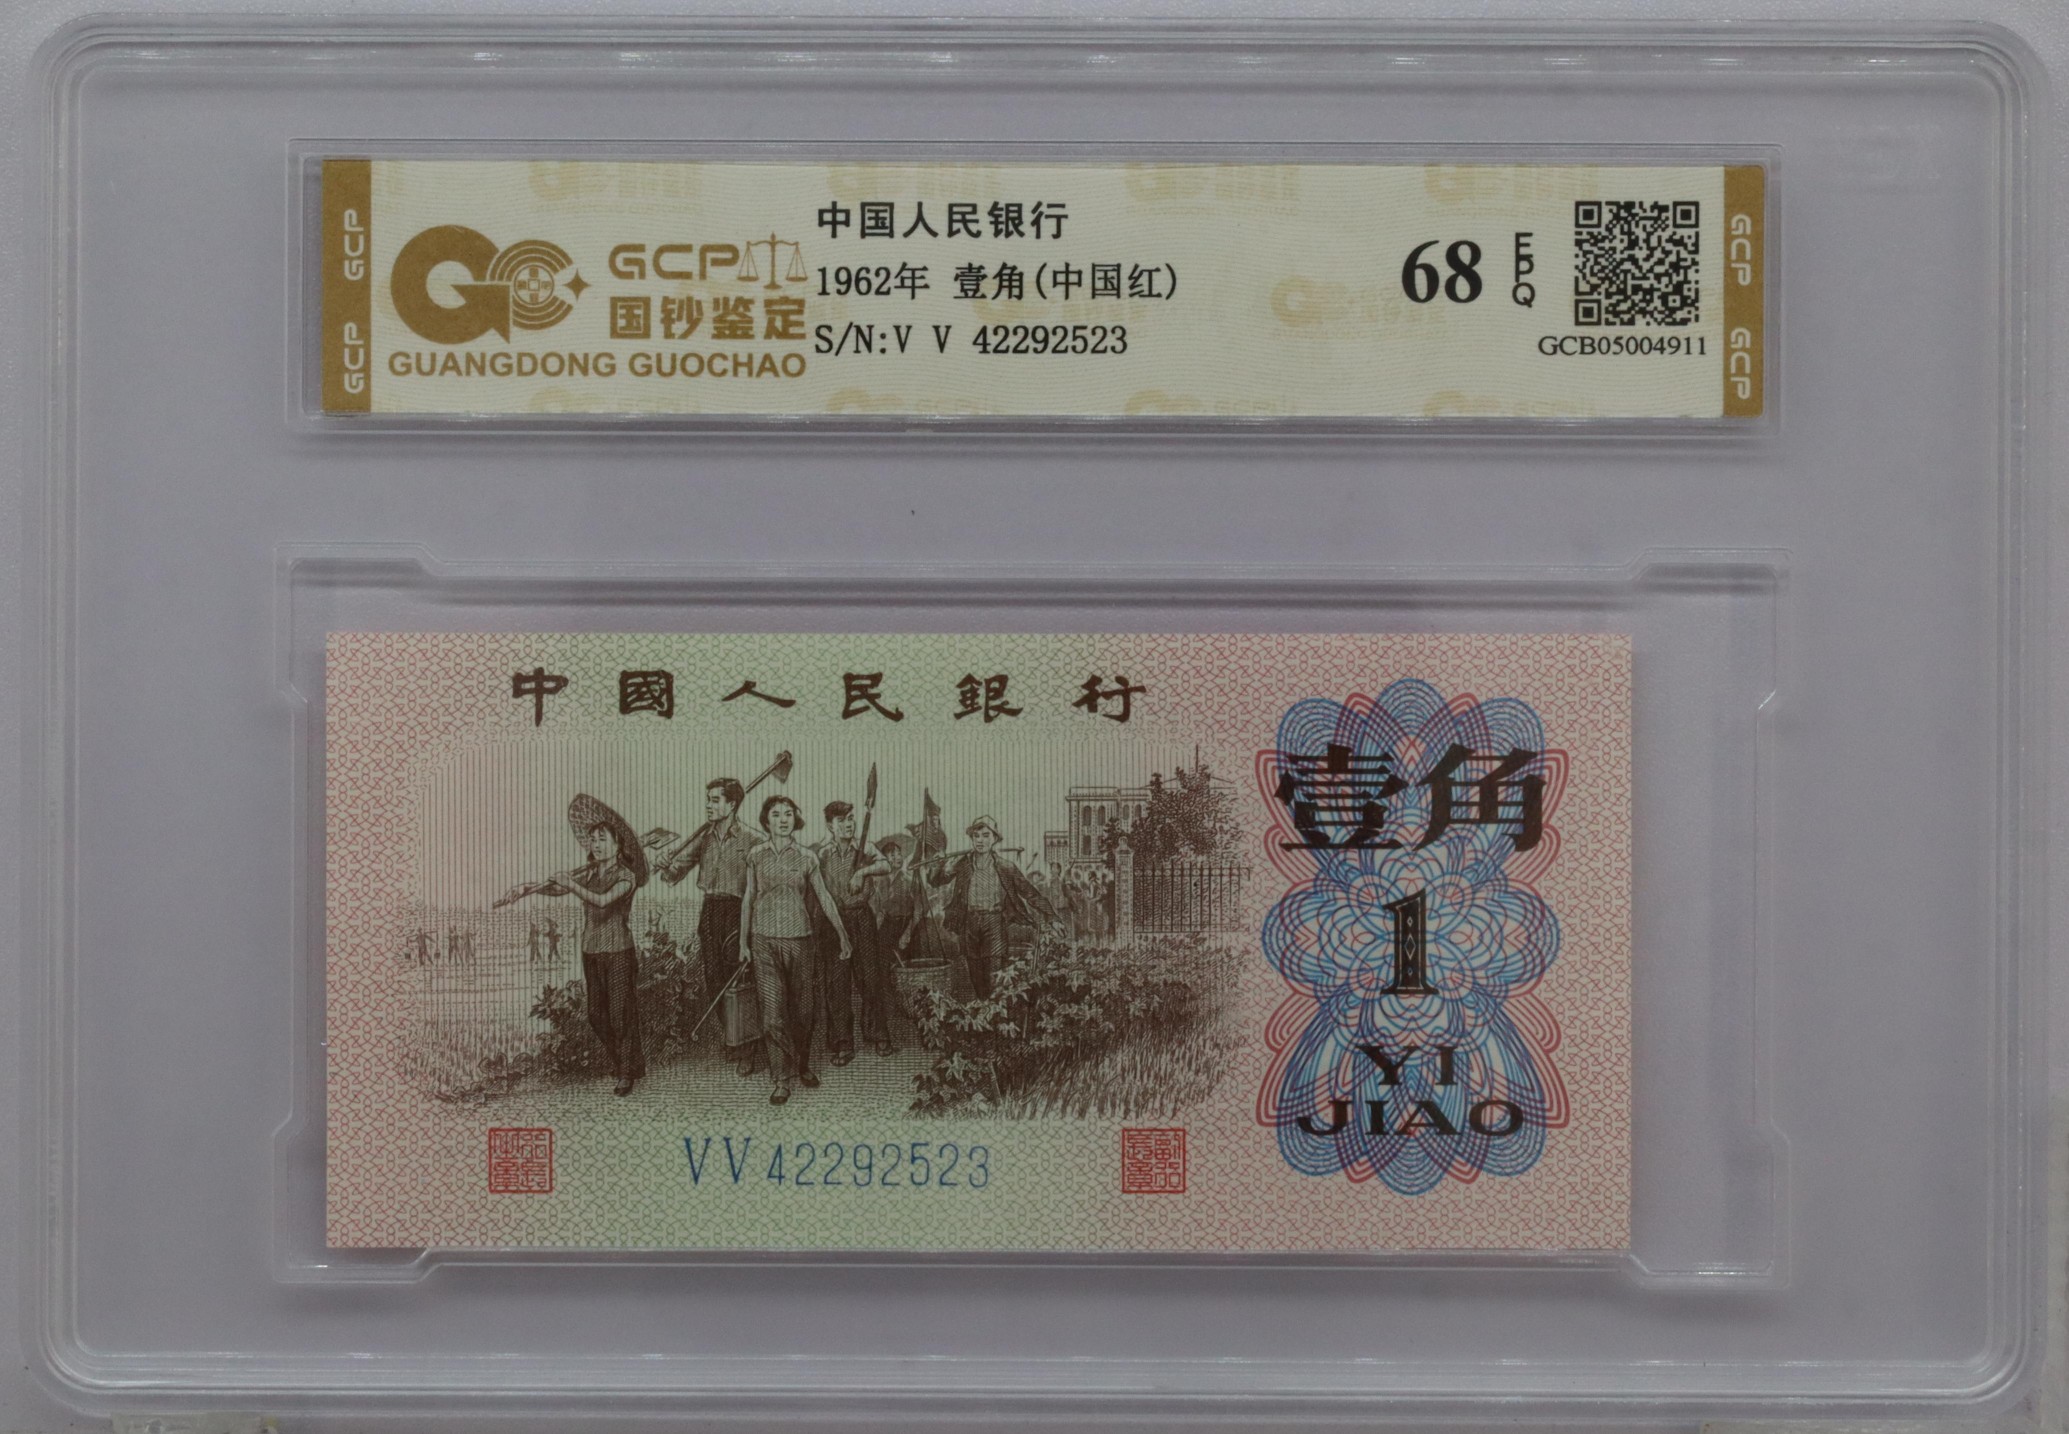 GCP
GCP
GCP
国钞鉴定
GUANGDONG GUOCHAO
中国人民银行
1962年 壹角(中国红)
S/N:V V 42292523
68 EPQ
GCB05004911
GCP
GCP
中國人民銀行
壹角
1
YI
JIAO
VV42292523